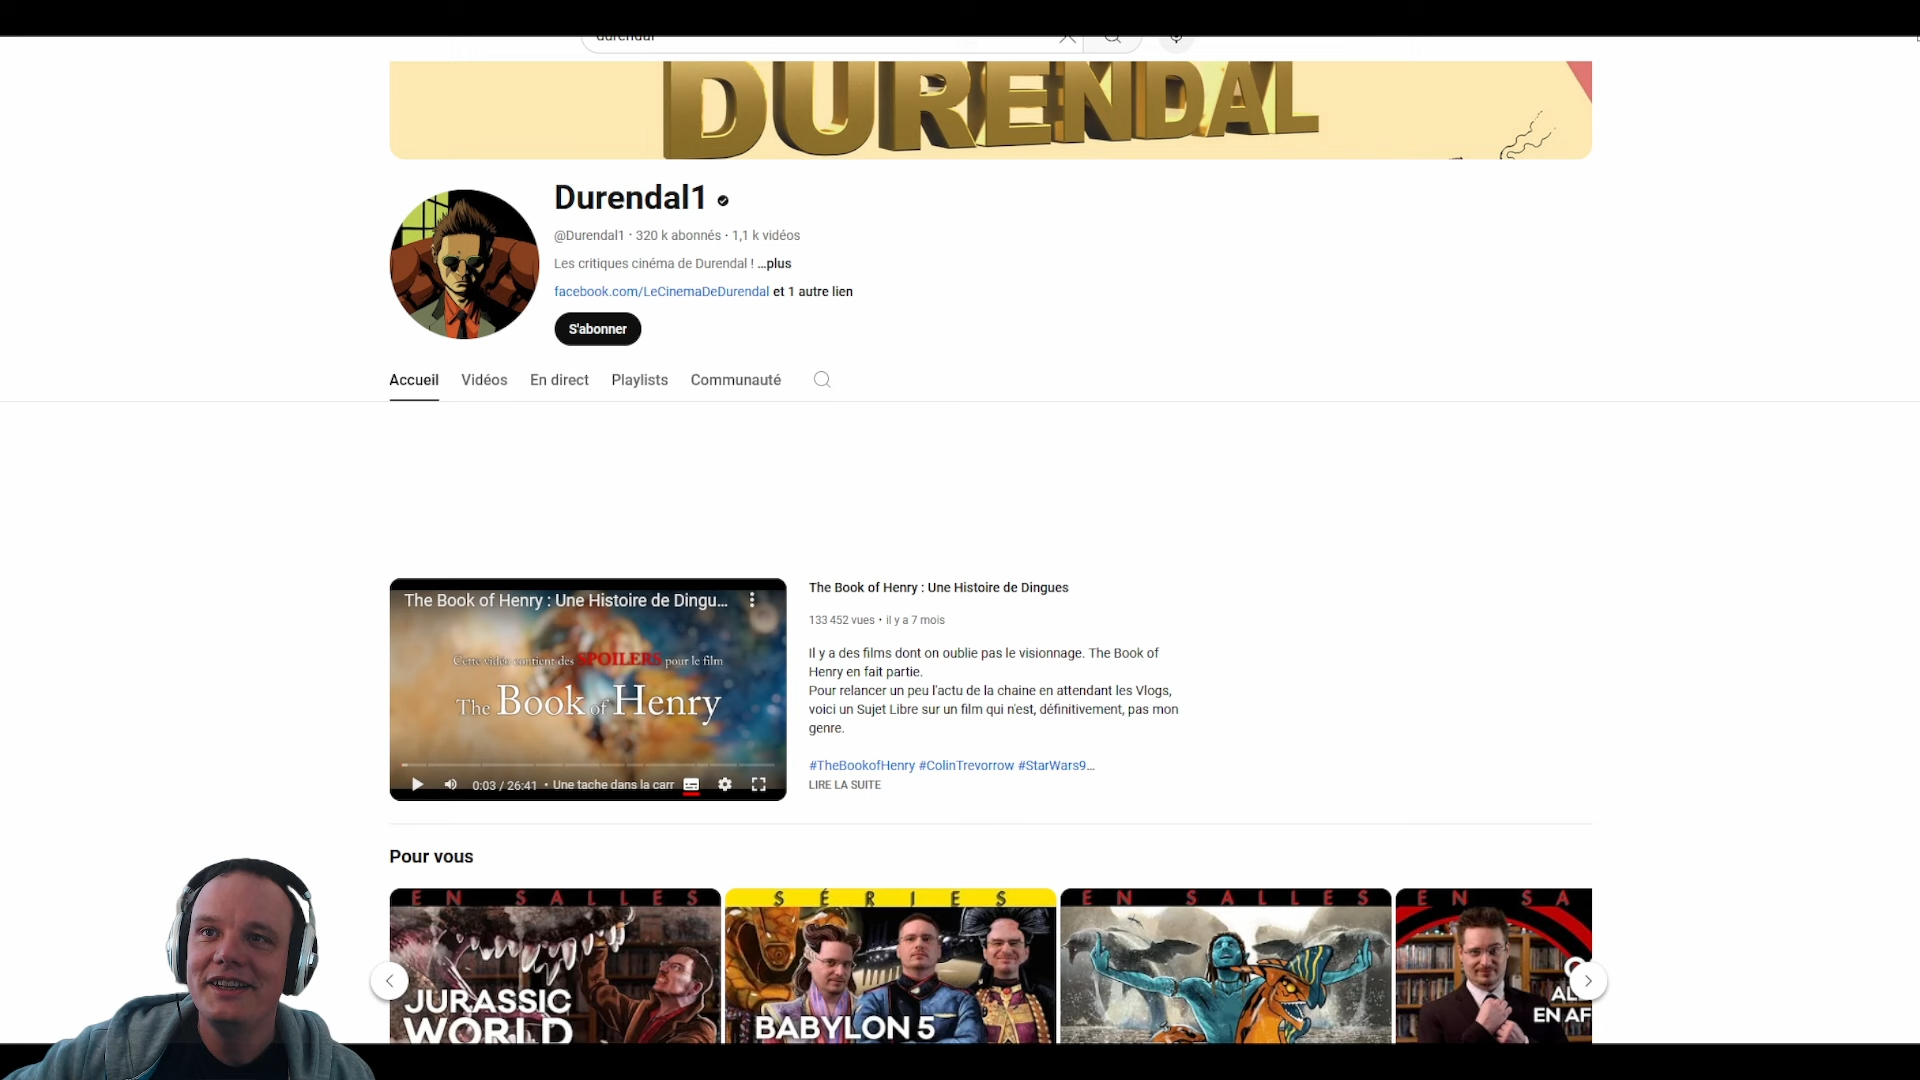 durendal
DURENDAL
Durendal1
@Durendal1 · 320 k abonnés · 1,1 k vidéos
Les critiques cinéma de Durendal ! ...plus
facebook.com/LeCinemaDeDurendal et 1 autre lien
S'abonner
Accueil Vidéos En direct Playlists Communauté
The Book of Henry : Une Histoire de Dingu...
Cette vidéo contient des SPOILERS pour le film
The Book of Henry
0:03 / 26:41 • Une tache dans la carr
The Book of Henry : Une Histoire de Dingues
133 452 vues • il y a 7 mois
Il y a des films dont on oublie pas le visionnage. The Book of
Henry en fait partie.
Pour relancer un peu l'actu de la chaine en attendant les Vlogs,
voici un Sujet Libre sur un film qui n'est, définitivement, pas mon
genre.
#TheBookofHenry #ColinTrevorrow #StarWars9...
LIRE LA SUITE
Pour vous
EN SALLES
JURASSIC
WORLD
SÉRIES
BABYLON 5
EN SALLES
EN SA
AL
EN AF